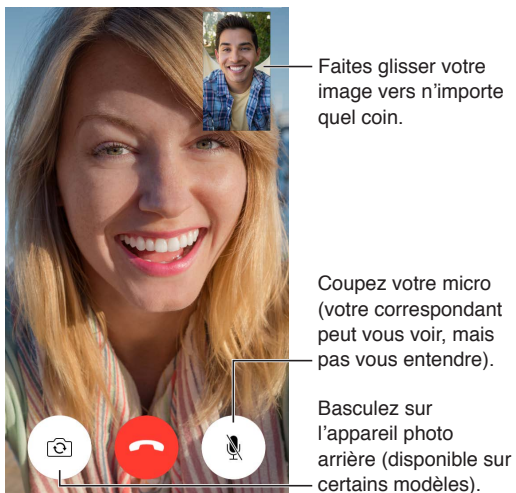 Faites glisser votre
image vers n’importe
quel coin.
Coupez votre micro
(votre correspondant
peut vous voir, mais
pas vous entendre).
Basculez sur
l’appareil photo
arrière (disponible sur
certains modèles).